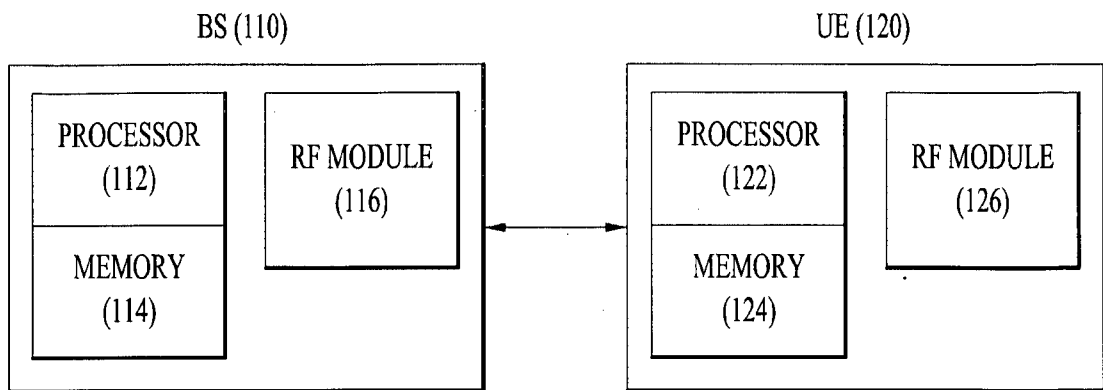 BS (110)
PROCESSOR
(112)
MEMORY
(114)
RF MODULE
(116)
UE (120)
PROCESSOR
(122)
MEMORY
(124)
RF MODULE
(126)